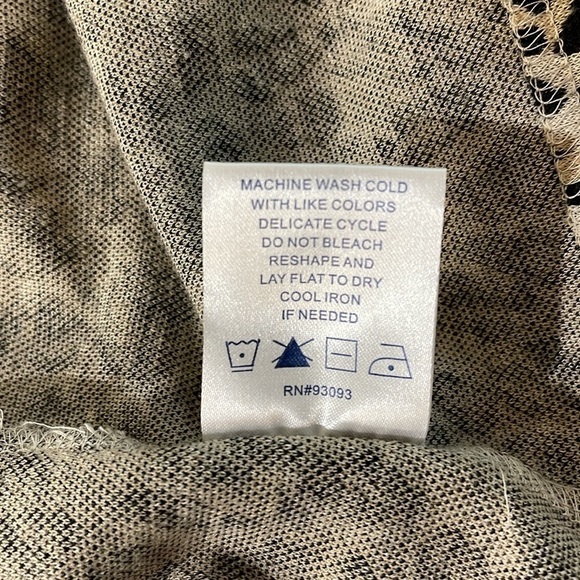 MACHINE WASH COLD
WITH LIKE COLORS
DELICATE CYCLE
DO NOT BLEACH
RESHAPE AND
LAY FLAT TO DRY
COOL IRON
IF NEEDED
RN#93093